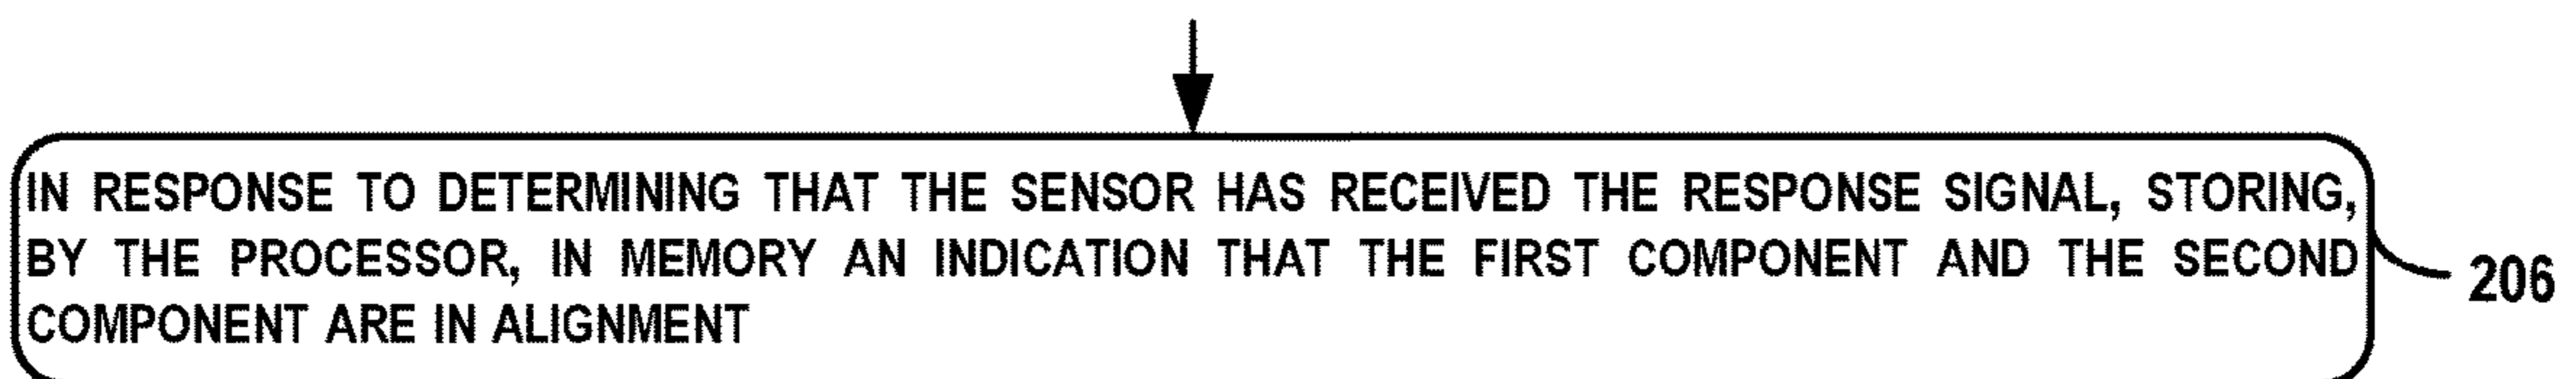 IN RESPONSE TO DETERMINING THAT THE SENSOR HAS RECEIVED THE RESPONSE SIGNAL, STORING,
BY THE PROCESSOR, IN MEMORY AN INDICATION THAT THE FIRST COMPONENT AND THE SECOND
COMPONENT ARE IN ALIGNMENT
206